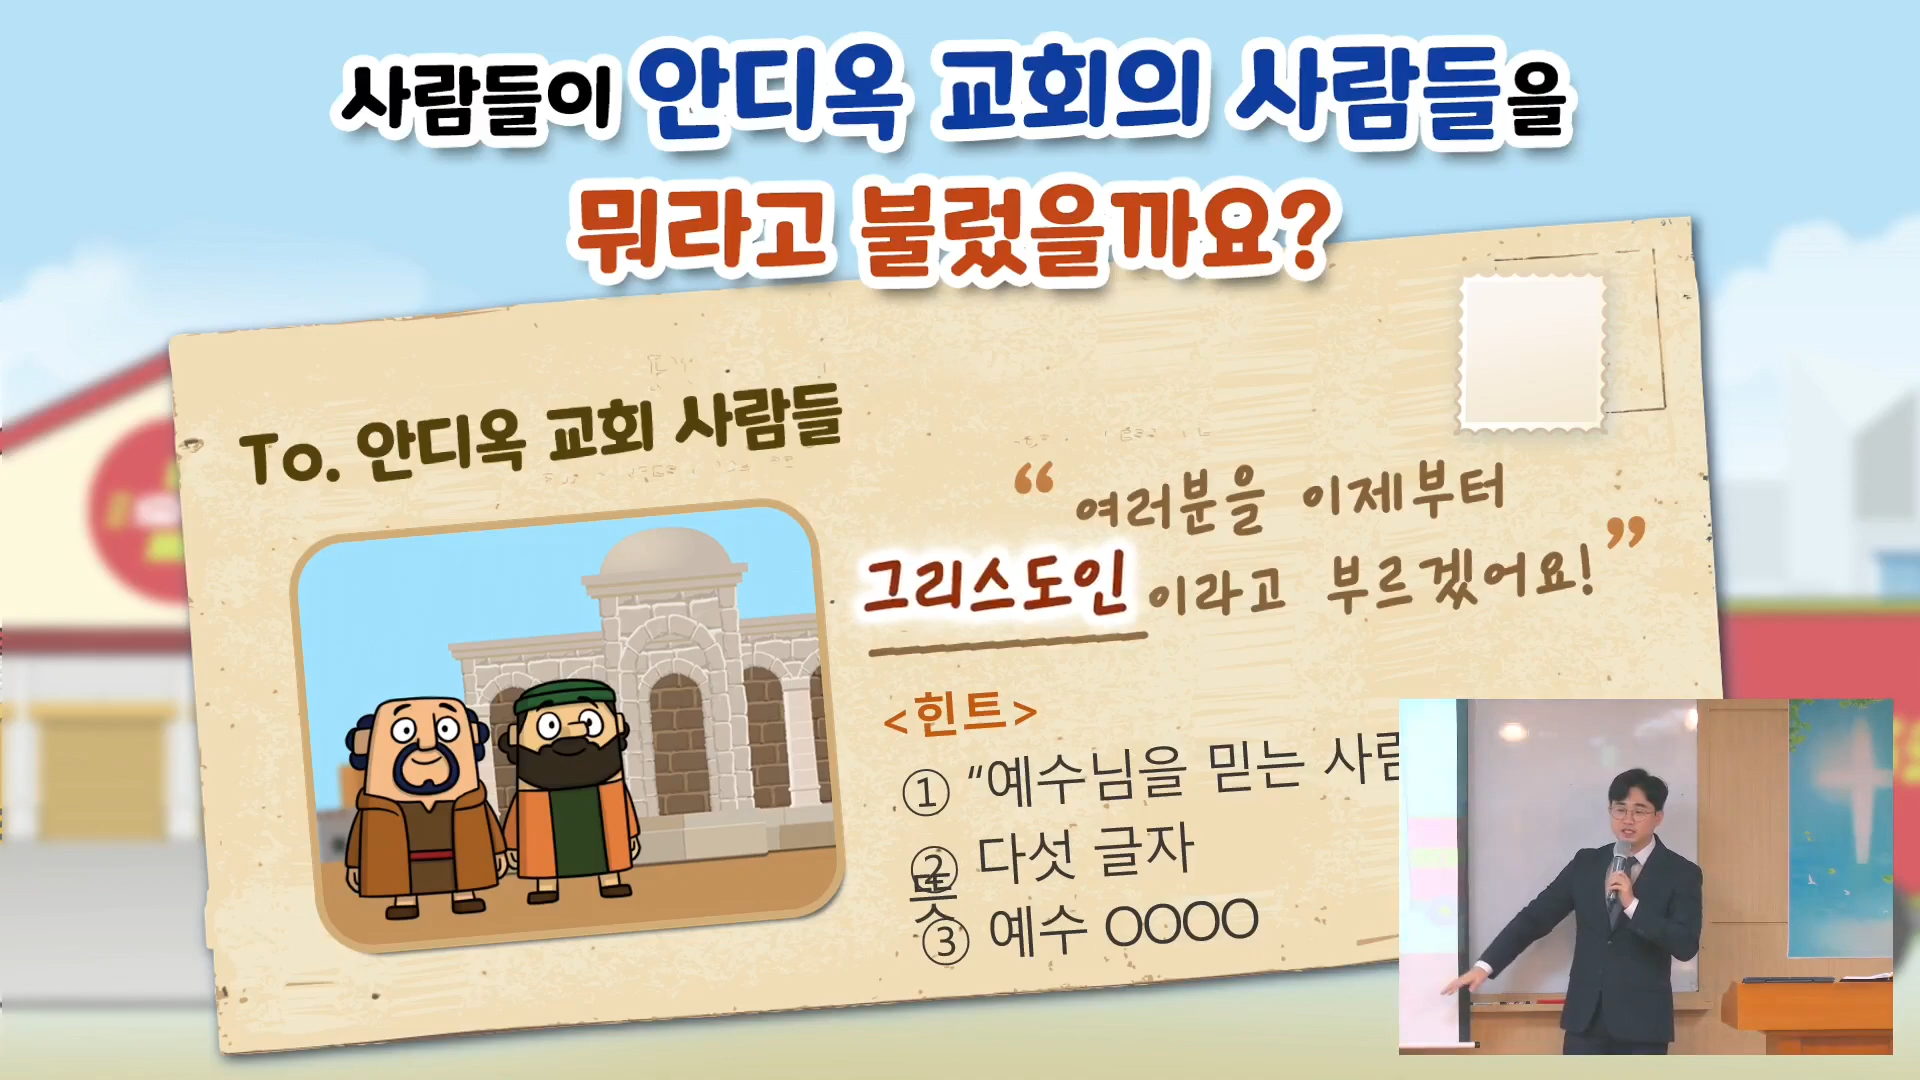 사람들이 안디옥 교회의 사람들을
뭐라고 불렀을까요?
To. 안디옥 교회 사람들
“여러분을 이제부터
그리스도인이라고 부르겠어요!”
<힌트>
① “예수님을 믿는
② 다섯 글자
뜻
③ 예수 OOOO